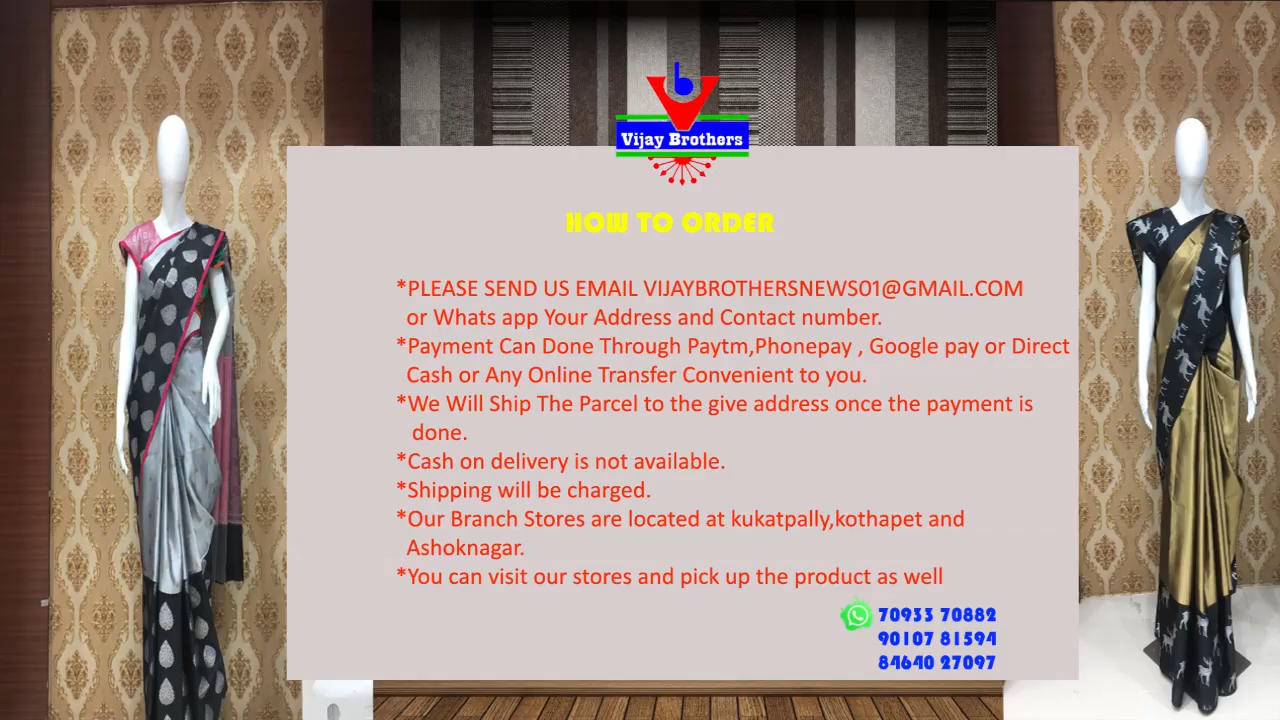 b
Vijay Brothers
HOW TO ORDER
*PLEASE SEND US EMAIL VIJAYBROTHERSNEWS01@GMAIL.COM
or Whats app Your Address and Contact number.
*Payment Can Done Through Paytm,Phonepay , Google pay or Direct
Cash or Any Online Transfer Convenient to you.
*We Will Ship The Parcel to the give address once the payment is
done.
*Cash on delivery is not available.
*Shipping will be charged.
*Our Branch Stores are located at kukatpally,kothapet and
Ashoknagar.
*You can visit our stores and pick up the product as well
70933 70882
90107 81594
84640 27097